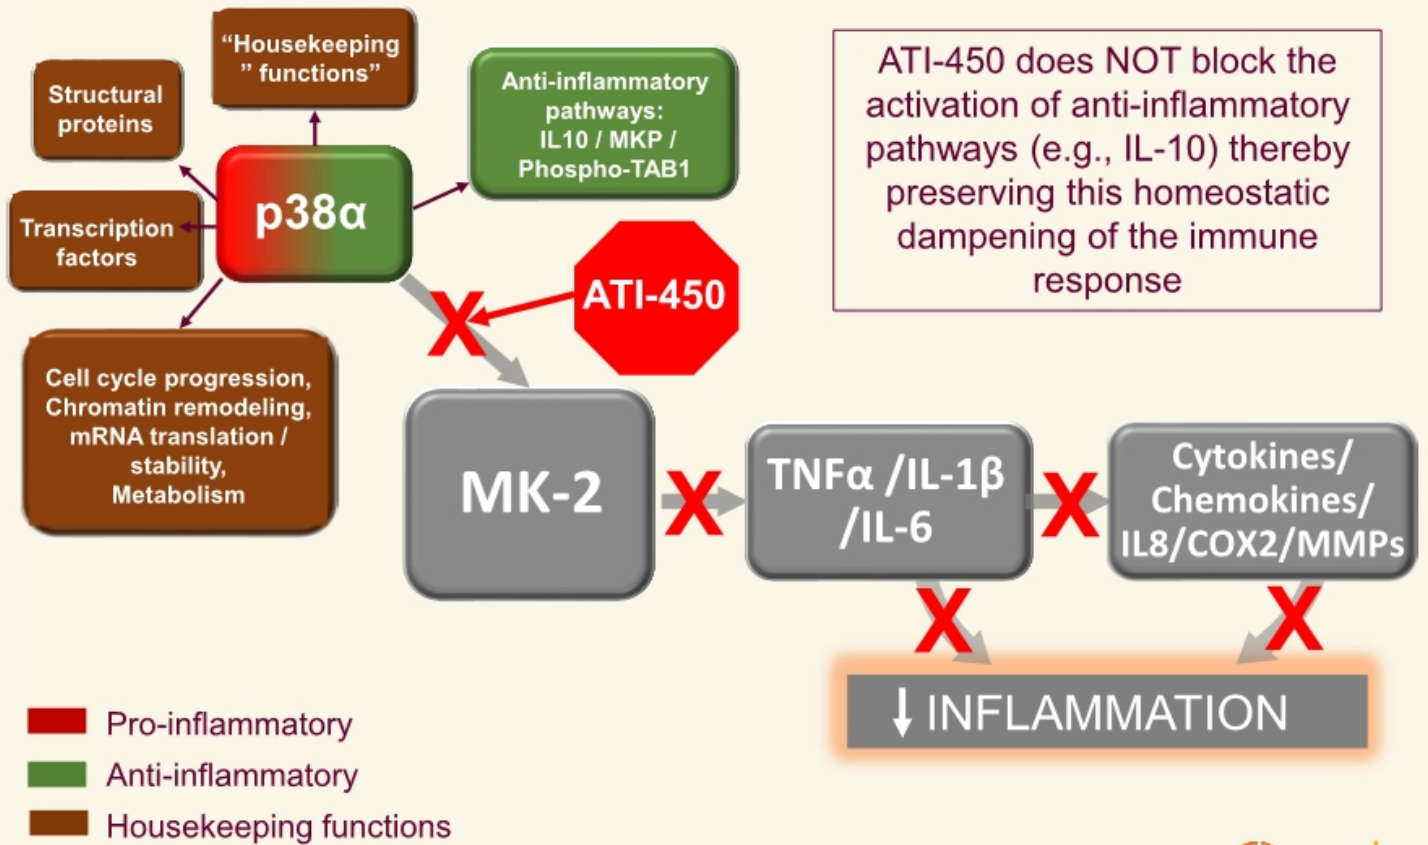 “Housekeeping
” functions”
Structural
proteins
Anti-inflammatory
pathways:
IL10 / MKP /
Phospho-TAB1
ATI-450 does NOT block the
activation of anti-inflammatory
pathways (e.g., IL-10) thereby
preserving this homeostatic
dampening of the immune
response
p38α
Transcription
factors
ATI-450
X
Cell cycle progression,
Chromatin remodeling,
mRNA translation /
stability,
Metabolism
MK-2
X
TNFα /IL-1β
/IL-6
X
Cytokines/
Chemokines/
IL8/COX2/MMPs
X
X
↓ INFLAMMATION
Pro-inflammatory
Anti-inflammatory
Housekeeping functions